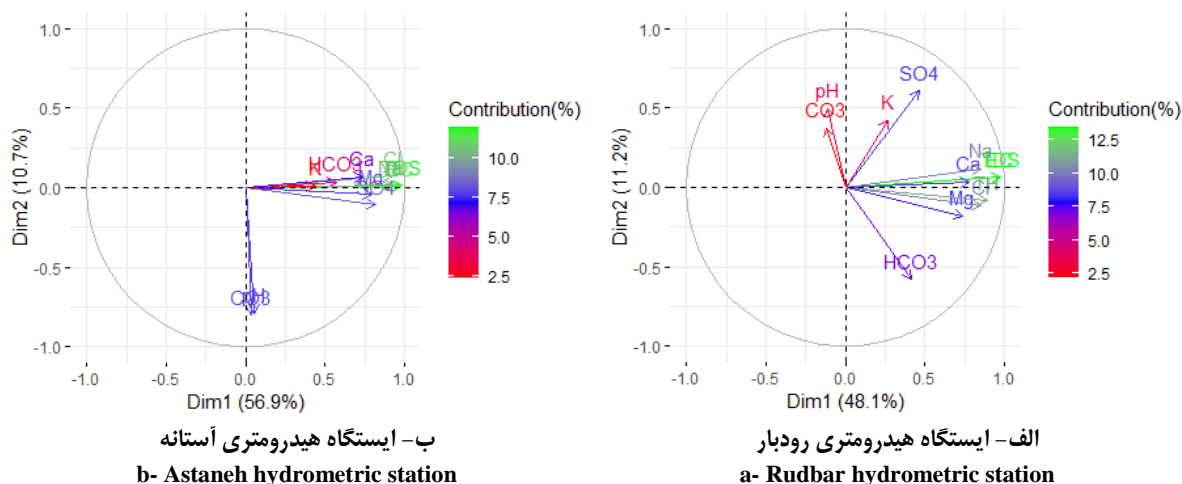 1.0
0.5
0.0
-0.5
-1.0
Dim2 (10.7%)
Ca
HCO3
K
Mg
SO4
Na
Cl
CO3
pH
-1.0 -0.5 0.0 0.5 1.0
Dim1 (56.9%)
Contribution(%)
10.0
7.5
5.0
2.5
ب- ایستگاه هیدرومتری آستانه
b- Astaneh hydrometric station
1.0
0.5
0.0
-0.5
-1.0
Dim2 (11.2%)
SO4
pH
CO3
K
Na
Ca
EC
TDS
Cl
Mg
HCO3
-1.0 -0.5 0.0 0.5 1.0
Dim1 (48.1%)
Contribution(%)
12.5
10.0
7.5
5.0
2.5
الف- ایستگاه هیدرومتری رودبار
a- Rudbar hydrometric station